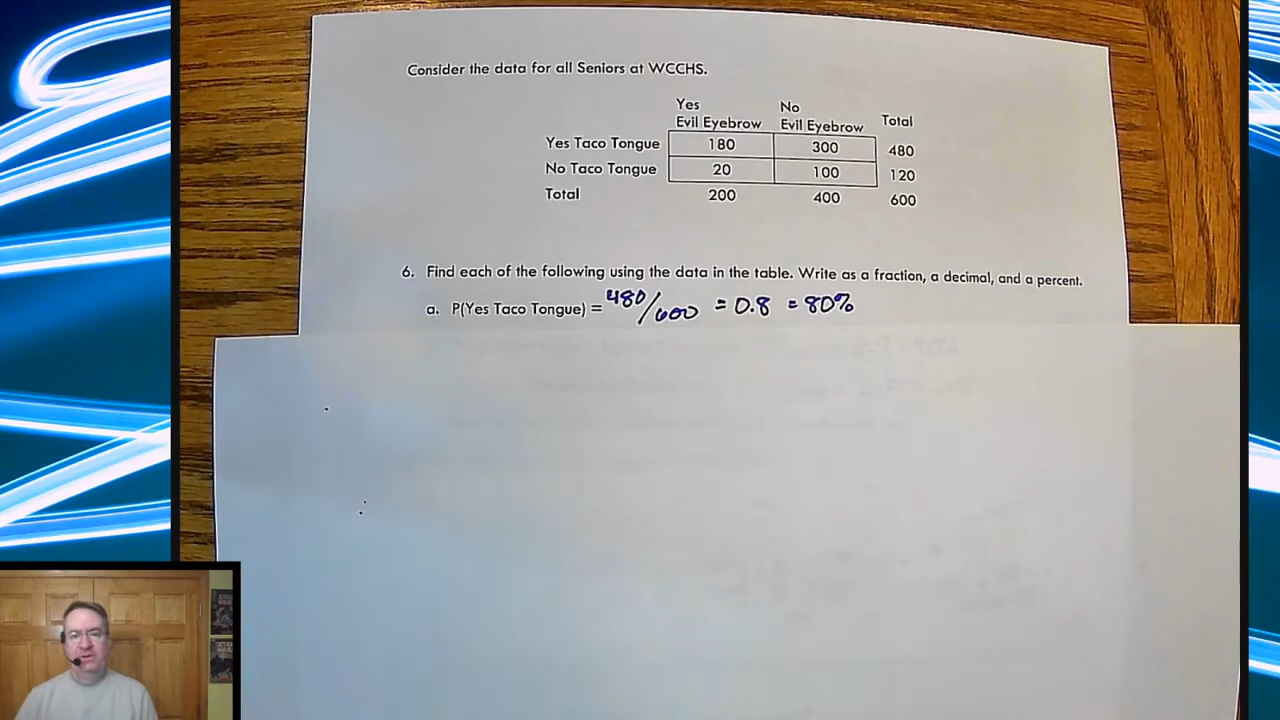 Consider the data for all Seniors at WCCHS.
Yes No
Evil Eyebrow Evil Eyebrow Total
Yes Taco Tongue 180 300 480
No Taco Tongue 20 100 120
Total 200 400 600
6. Find each of the following using the data in the table. Write as a fraction, a decimal, and a percent.
a. P(Yes Taco Tongue) = 480/600 = 0.8 = 80%